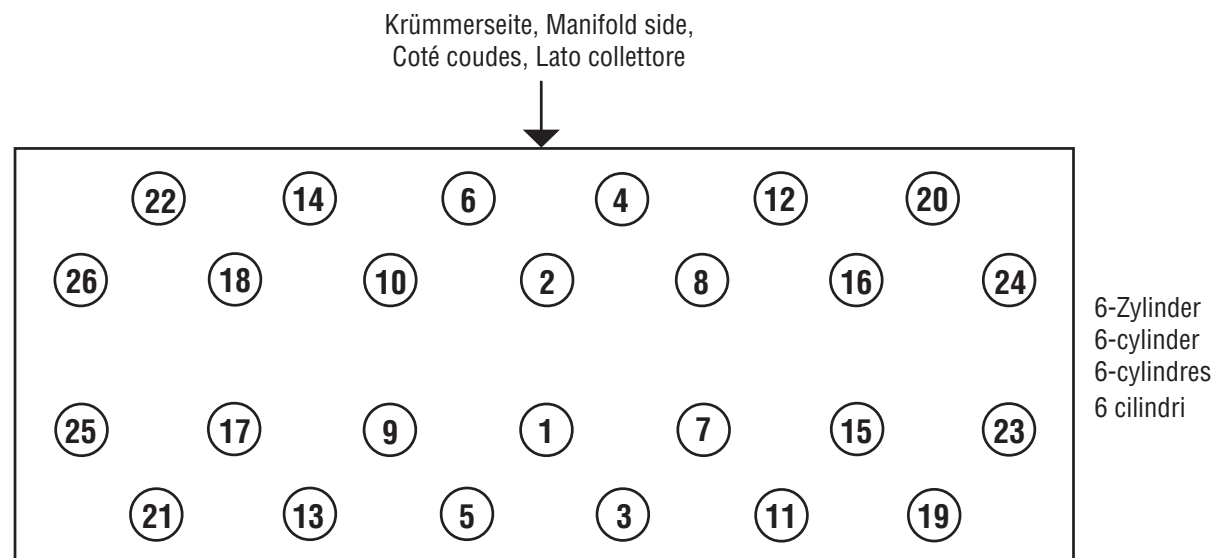 Krümmerseite, Manifold side,
Coté coudes, Lato collettore
22 14 6 4 12 20
26 18 10 2 8 16 24
6-Zylinder
6-cylinder
6-cylindres
6 cilindri
25 17 9 1 7 15 23
21 13 5 3 11 19